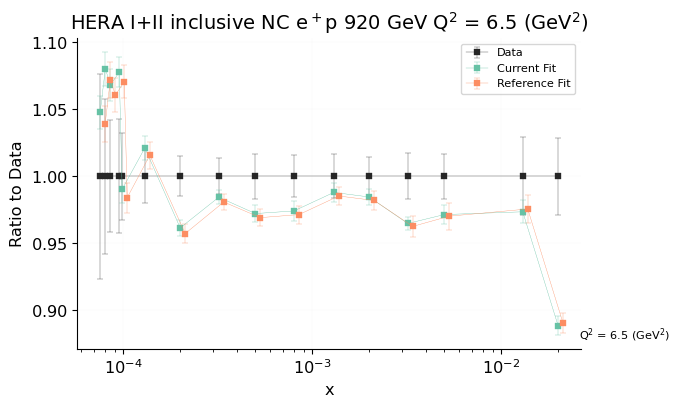 HERA I+II inclusive NC e⁺p 920 GeV Q² = 6.5 (GeV²)
Data
Current Fit
Reference Fit
1.10
1.05
1.00
0.95
0.90
Ratio to Data
10⁻⁴
10⁻³
10⁻²
x
Q² = 6.5 (GeV²)